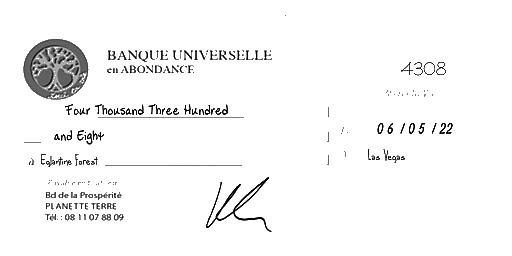 BANQUE UNIVERSELLE
en ABONDANCE
4308
Four Thousand Three Hundred
and Eight
06/05/22
à Eglantine Forest
Las Vegas
Bd de la Prospérité
PLANETTE TERRE
Tél. : 08 11 07 88 09